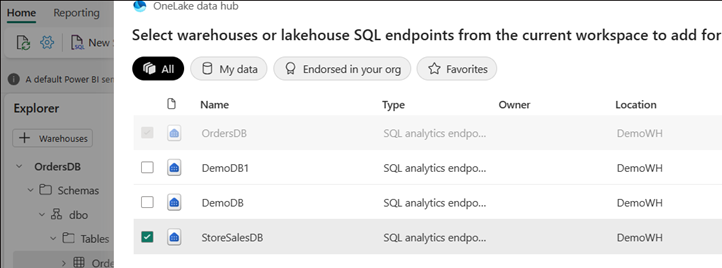 OneLake data hub
Home Reporting
Select warehouses or lakehouse SQL endpoints from the current workspace to add for
New
All My data Endorsed in your org Favorites
A default Power BI
Explorer
Name Type Owner Location
+ Warehouses
OrdersDB SQL analytics endpo... DemoWH
OrdersDB
DemoDB1 SQL analytics endpo... DemoWH
Schemas
DemoDB SQL analytics endpo... DemoWH
dbo
Tables
StoreSalesDB SQL analytics endpo... DemoWH